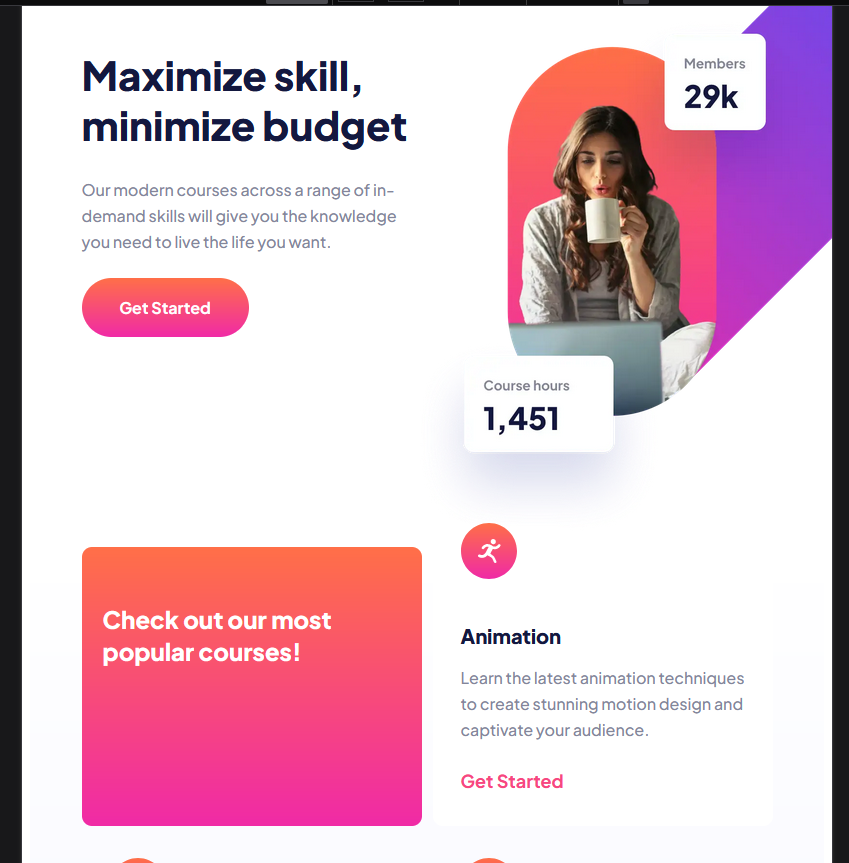 Maximize skill,
minimize budget
Our modern courses across a range of in-
demand skills will give you the knowledge
you need to live the life you want.
Get Started
Members
29k
Course hours
1,451
Check out our most
popular courses!
Animation
Learn the latest animation techniques
to create stunning motion design and
captivate your audience.
Get Started